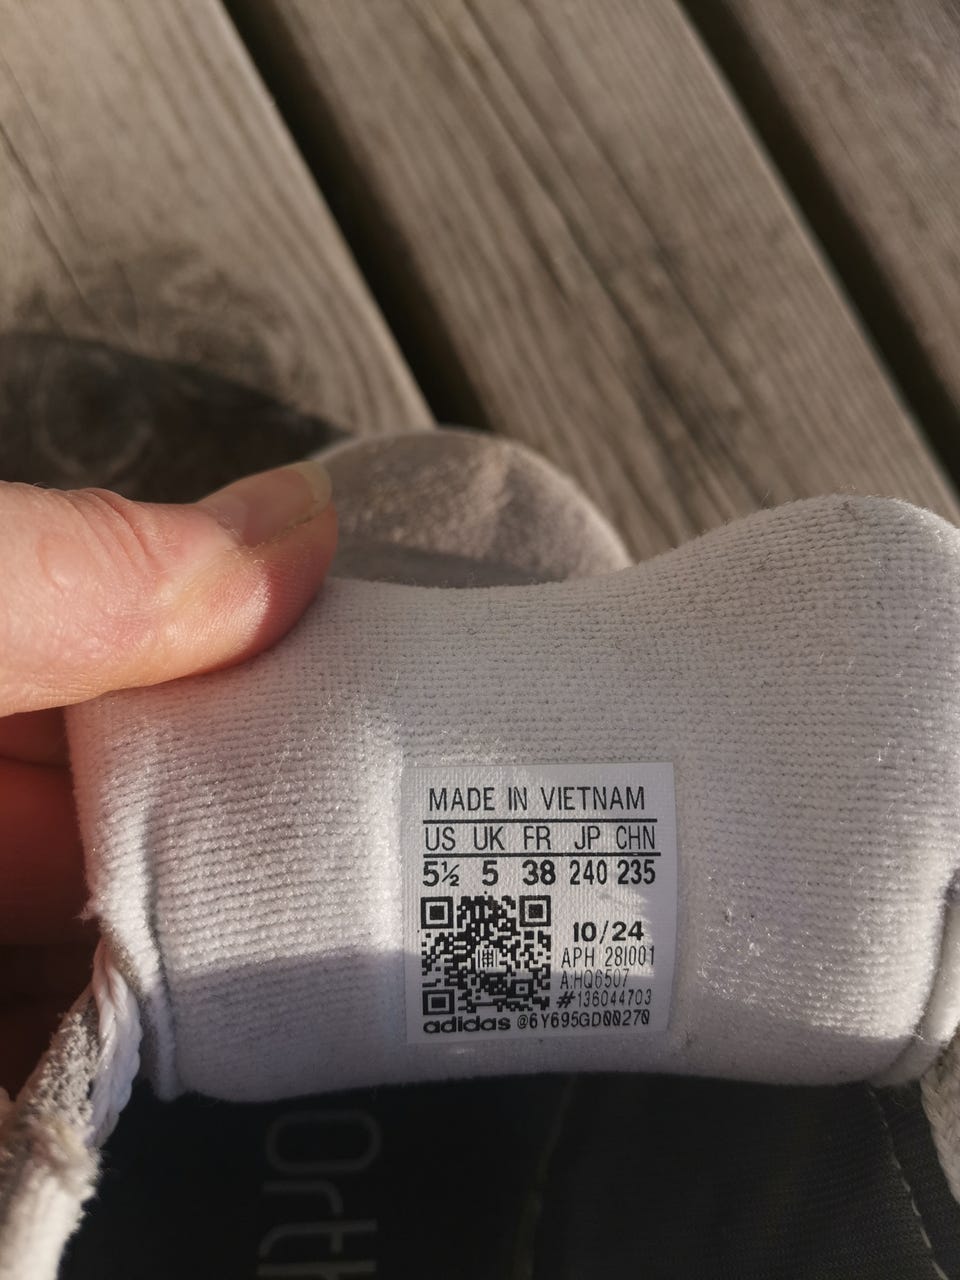 MADE IN VIETNAM
US UK FR JP CHN
5½ 5 38 240 235
10/24
APH 28I001
A:HQ6507
#136044703
adidas @6Y695GD00270
Orth